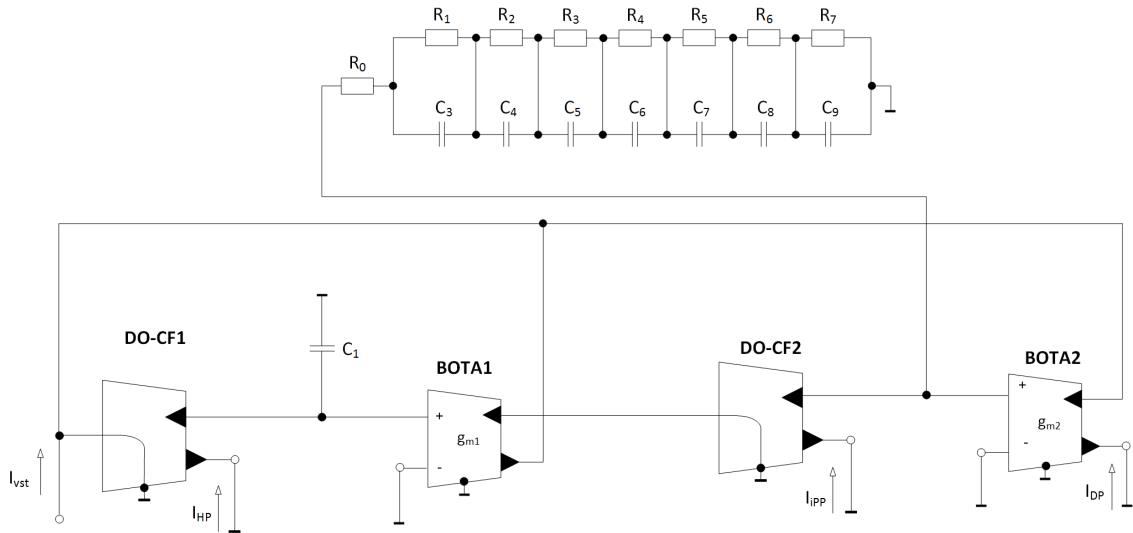 R1 R2 R3 R4 R5 R6 R7
R0
C3 C4 C5 C6 C7 C8 C9
DO-CF1
C1
BOTA1
DO-CF2
BOTA2
+
gm1
-
+
gm2
-
Ivst
IHP
IiPP
IDP